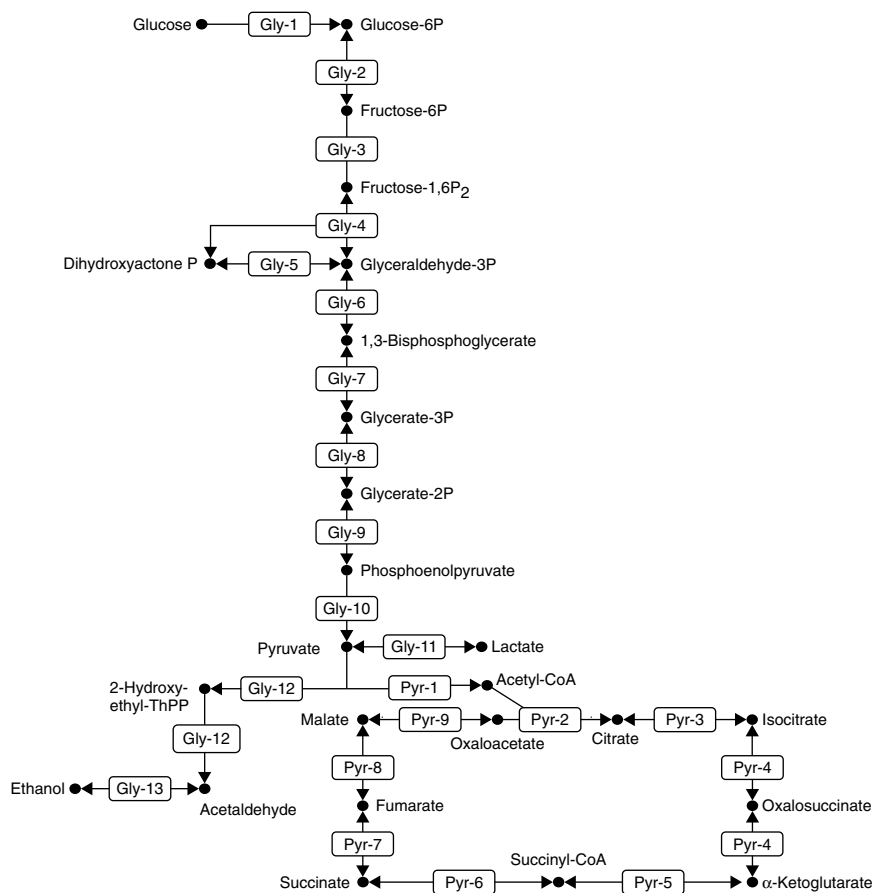 Glucose Gly-1 Glucose-6P
Gly-2
Fructose-6P
Gly-3
Fructose-1,6P2
Gly-4
Dihydroxyactone P Gly-5 Glyceraldehyde-3P
Gly-6
1,3-Bisphosphoglycerate
Gly-7
Glycerate-3P
Gly-8
Glycerate-2P
Gly-9
Phosphoenolpyruvate
Gly-10
Pyruvate Gly-11 Lactate
2-Hydroxy-
ethyl-ThPP
Gly-12 Pyr-1 Acetyl-CoA
Malate Pyr-9 Oxaloacetate Pyr-2 Citrate Pyr-3 Isocitrate
Gly-12 Pyr-8 Pyr-4
Ethanol Gly-13 Acetaldehyde Fumarate Oxalosuccinate
Pyr-7 Pyr-4
Succinate Pyr-6 Succinyl-CoA Pyr-5 α-Ketoglutarate